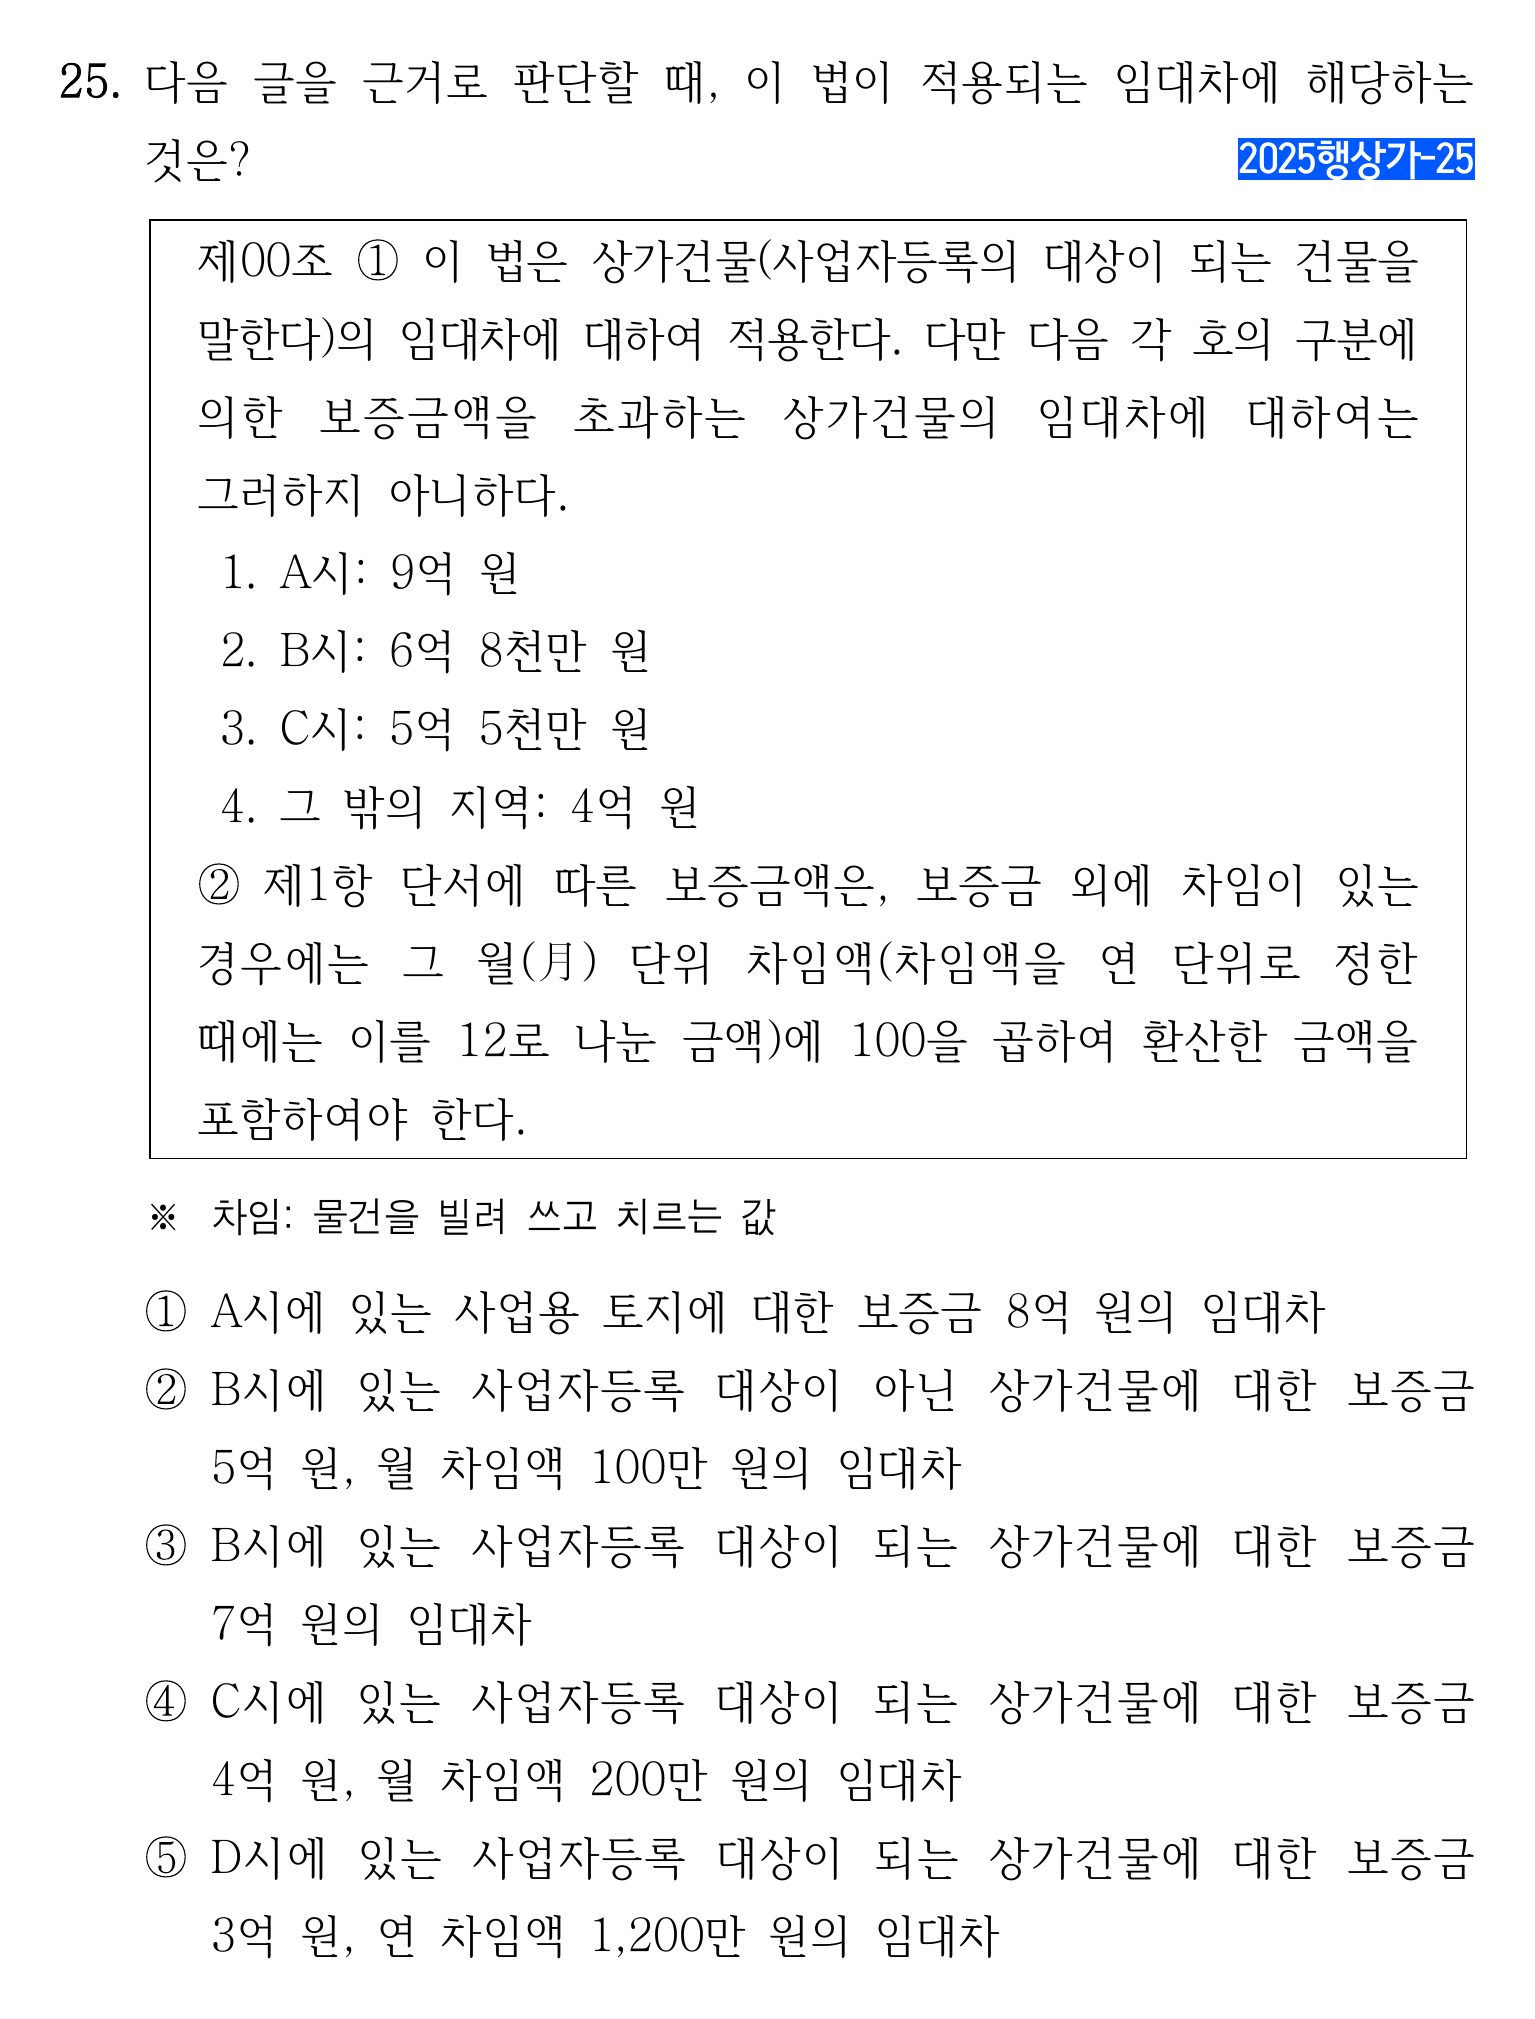 25. 다음 글을 근거로 판단할 때, 이 법이 적용되는 임대차에 해당하는
것은?
2025행상가-25
제00조 ① 이 법은 상가건물(사업자등록의 대상이 되는 건물을
말한다)의 임대차에 대하여 적용한다. 다만 다음 각 호의 구분에
의한 보증금액을 초과하는 상가건물의 임대차에 대하여는
그러하지 아니하다.
1. A시: 9억 원
2. B시: 6억 8천만 원
3. C시: 5억 5천만 원
4. 그 밖의 지역: 4억 원
② 제1항 단서에 따른 보증금액은, 보증금 외에 차임이 있는
경우에는 그 월(月) 단위 차임액(차임액을 연 단위로 정한
때에는 이를 12로 나눈 금액)에 100을 곱하여 환산한 금액을
포함하여야 한다.
※ 차임: 물건을 빌려 쓰고 치르는 값
① A시에 있는 사업용 토지에 대한 보증금 8억 원의 임대차
② B시에 있는 사업자등록 대상이 아닌 상가건물에 대한 보증금
5억 원, 월 차임액 100만 원의 임대차
③ B시에 있는 사업자등록 대상이 되는 상가건물에 대한 보증금
7억 원의 임대차
④ C시에 있는 사업자등록 대상이 되는 상가건물에 대한 보증금
4억 원, 월 차임액 200만 원의 임대차
⑤ D시에 있는 사업자등록 대상이 되는 상가건물에 대한 보증금
3억 원, 연 차임액 1,200만 원의 임대차